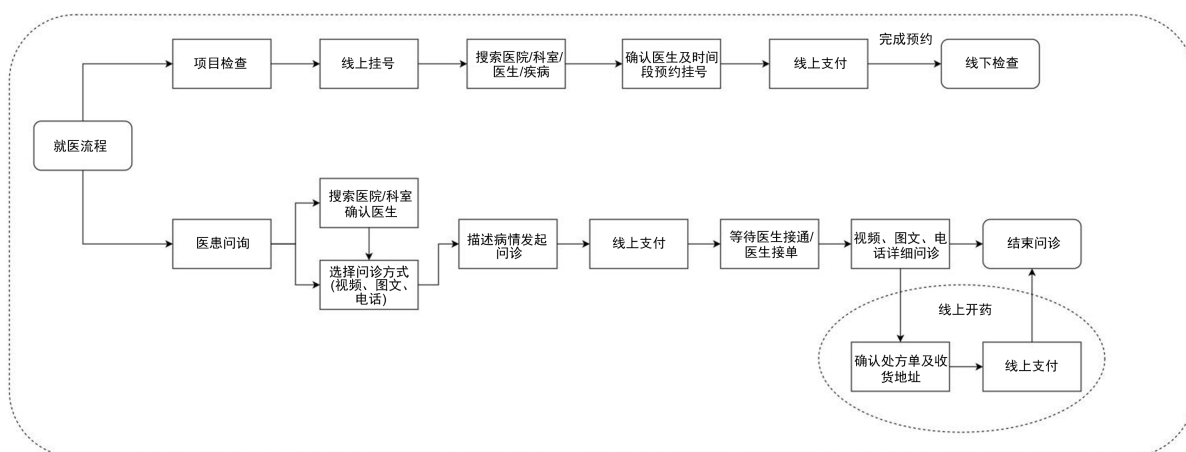 完成预约
项目检查
线上挂号
搜索医院/科室/
医生/疾病
确认医生及时间
段预约挂号
线上支付
线下检查
就医流程
搜索医院/科室
确认医生
医患问询
选择问诊方式
(视频、图文、
电话)
描述病情发起
问诊
线上支付
等待医生接通/
医生接单
视频、图文、电
话详细问诊
结束问诊
线上开药
确认处方单及收
货地址
线上支付